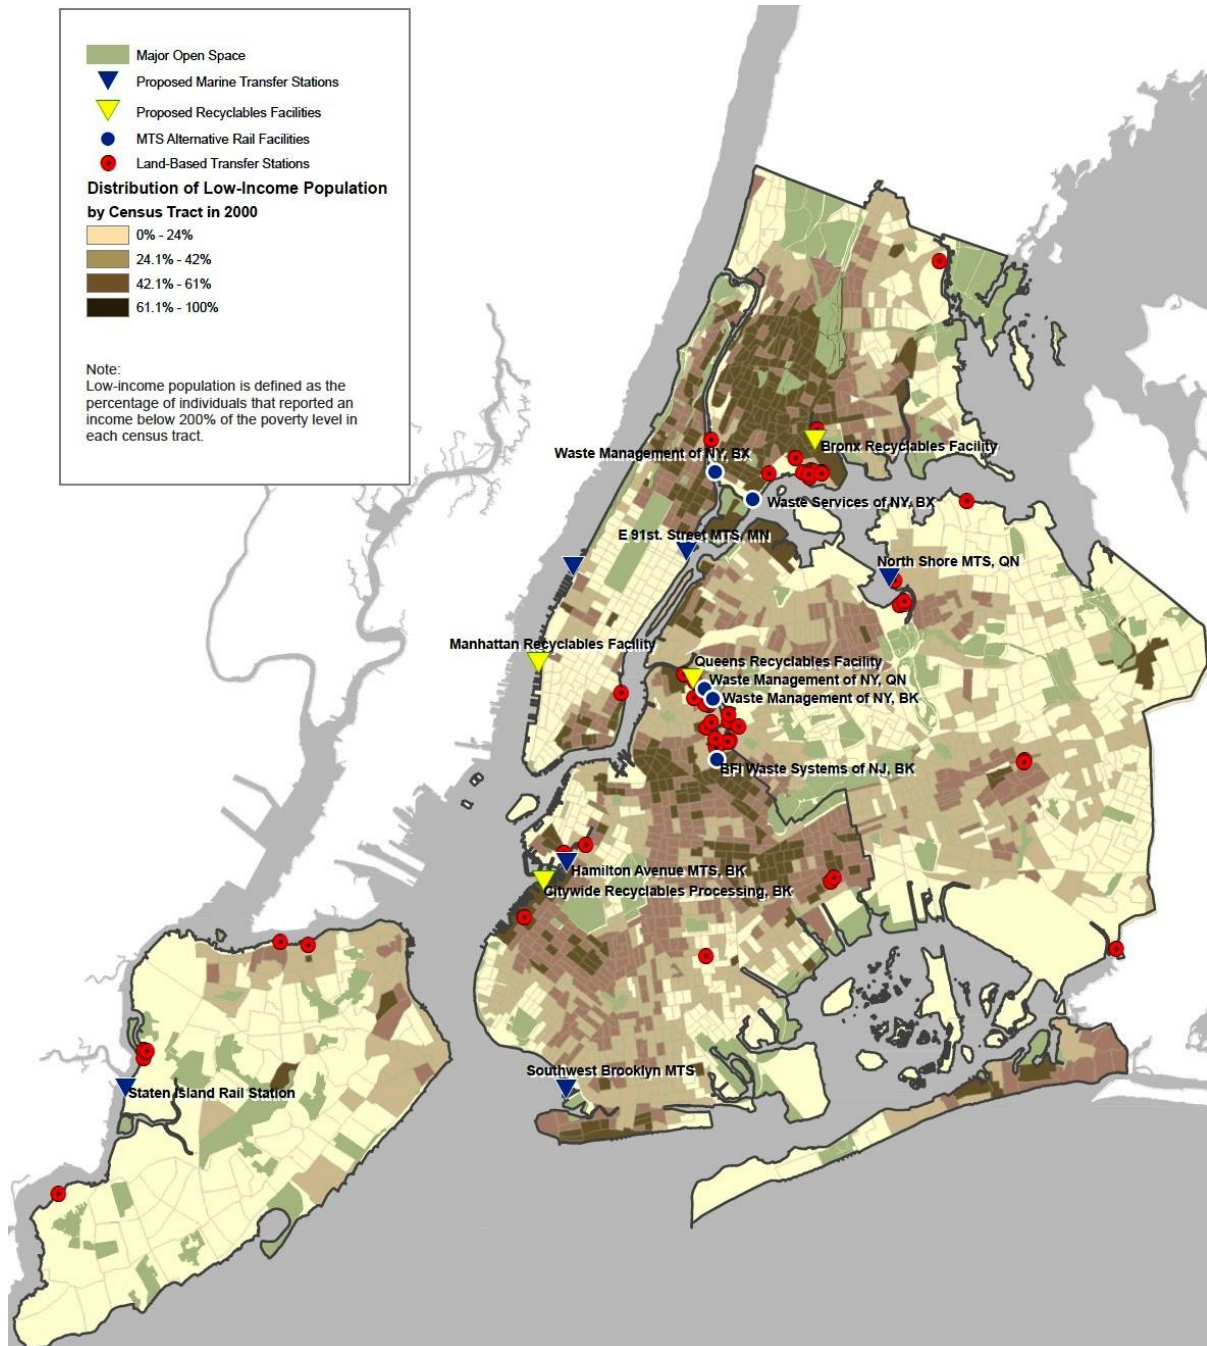 Major Open Space
Proposed Marine Transfer Stations
Proposed Recyclables Facilities
MTS Alternative Rail Facilities
Land-Based Transfer Stations
Distribution of Low-Income Population
by Census Tract in 2000
0% - 24%
24.1% - 42%
42.1% - 61%
61.1% - 100%
Note:
Low-income population is defined as the
percentage of individuals that reported an
income below 200% of the poverty level in
each census tract.
Waste Management of NY, BX
Bronx Recyclables Facility
Waste Services of NY, BX
E 91st. Street MTS, MN
North Shore MTS, QN
Manhattan Recyclables Facility
Queens Recyclables Facility
Waste Management of NY, QN
Waste Management of NY, BK
BFI Waste Systems of NJ, BK
Hamilton Avenue MTS, BK
Citywide Recyclables Processing, BK
Southwest Brooklyn MTS
Staten Island Rail Station